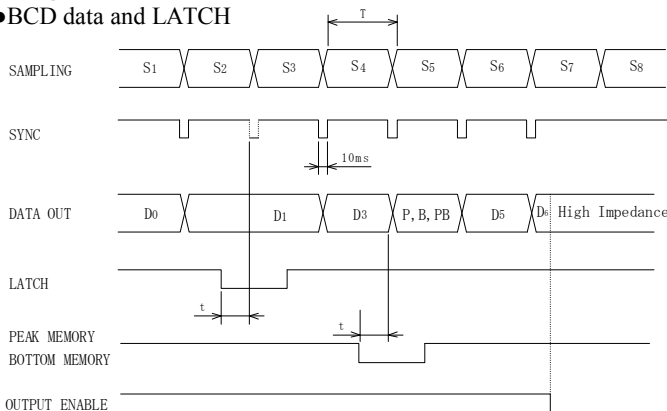 ●BCD data and LATCH
T
SAMPLING S1 S2 S3 S4 S5 S6 S7 S8
SYNC
10ms
DATA OUT D0 D1 D3 P, B, PB D5 D6 High Impedance
LATCH
t
t
PEAK MEMORY
BOTTOM MEMORY
OUTPUT ENABLE